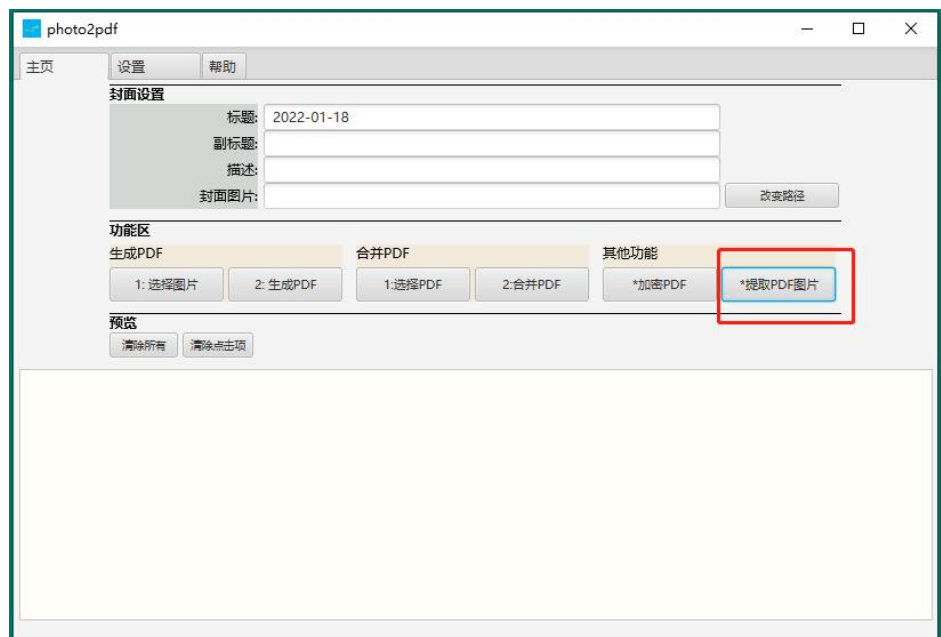 photo2pdf
主页 设置 帮助
封面设置
标题: 2022-01-18
副标题:
描述:
封面图片: 改变路径
功能区
生成PDF 合并PDF 其他功能
1: 选择图片 2: 生成PDF 1:选择PDF 2:合并PDF *加密PDF *提取PDF图片
预览
清除所有 清除点击项